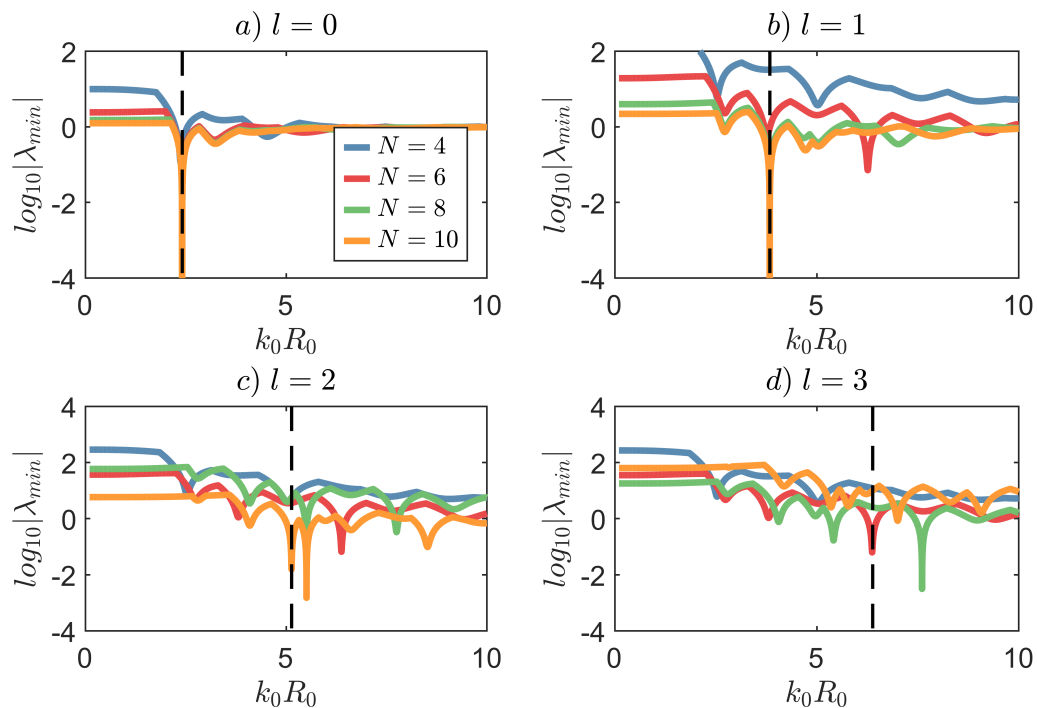 a) l = 0
log10|λmin|
2
0
-2
-4
0
5
10
k0R0
N = 4
N = 6
N = 8
N = 10
b) l = 1
log10|λmin|
2
0
-2
-4
0
5
10
k0R0
c) l = 2
log10|λmin|
4
2
0
-2
-4
0
5
10
k0R0
d) l = 3
log10|λmin|
4
2
0
-2
-4
0
5
10
k0R0